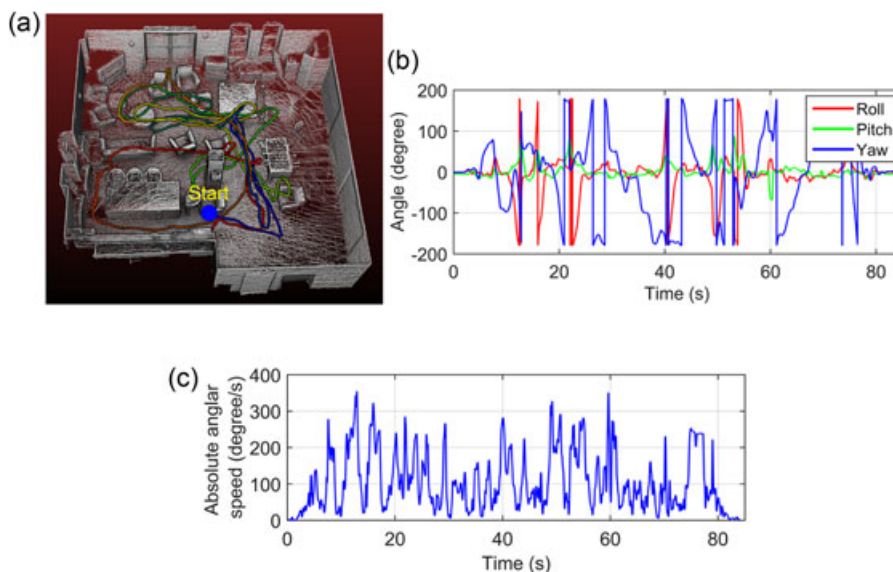 (a)
Start
(b)
200
100
0
-100
-200
Angle (degree)
0
20
40
60
80
Time (s)
Roll
Pitch
Yaw
(c)
400
300
200
100
0
Absolute anglar
speed (degree/s)
0
20
40
60
80
Time (s)